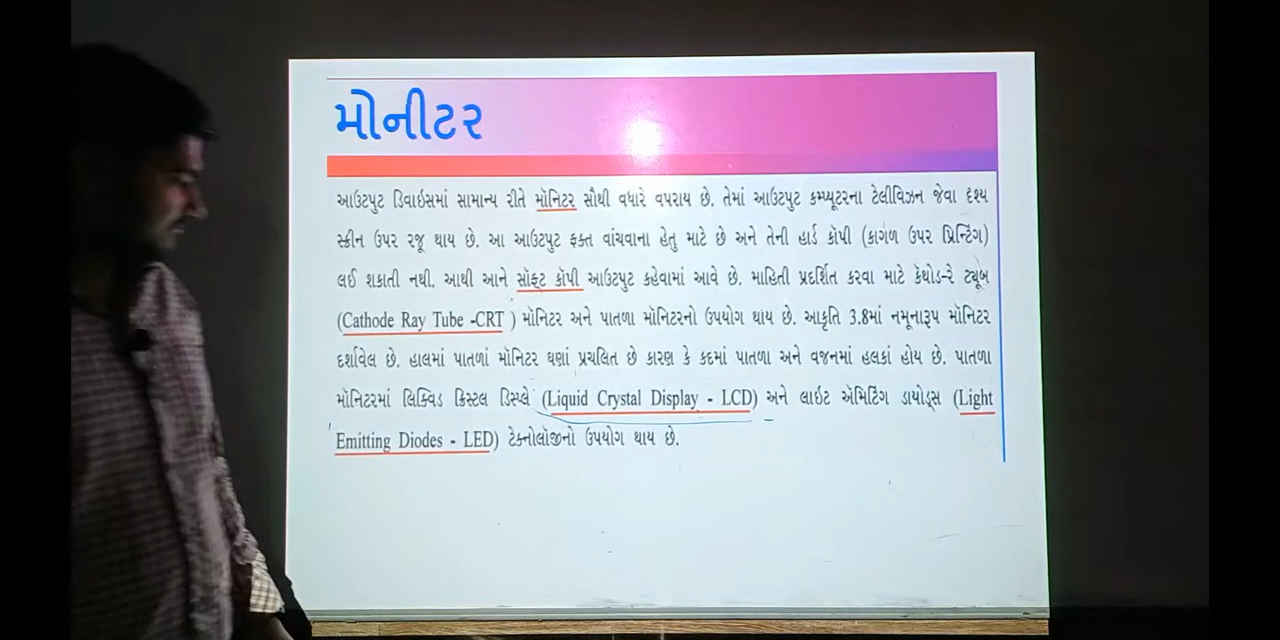 મોનીટર
આઉટપુટ ડિવાઇસમાં સામાન્ય રીતે મૉનિટર સૌથી વધારે વપરાય છે. તેમાં આઉટપુટ કમ્પ્યૂટરના ટેલીવિઝન જેવા દૃશ્ય
સ્ક્રીન ઉપર રજૂ થાય છે. આ આઉટપુટ ફક્ત વાંચવાના હેતુ માટે છે અને તેની હાર્ડ કૉપી (કાગળ ઉપર પ્રિન્ટિંગ)
લઈ શકાતી નથી. આથી આને સૉફ્ટ કૉપી આઉટપુટ કહેવામાં આવે છે. માહિતી પ્રદર્શિત કરવા માટે કૅથોડ-રે ટ્યૂબ
(Cathode Ray Tube -CRT ) મૉનિટર અને પાતળા મૉનિટરનો ઉપયોગ થાય છે. આકૃતિ 3.8માં નમૂનારૂપ મૉનિટર
દર્શાવેલ છે. હાલમાં પાતળાં મૉનિટર ઘણાં પ્રચલિત છે કારણ કે કદમાં પાતળા અને વજનમાં હલકાં હોય છે. પાતળા
મૉનિટરમાં લિક્વિડ ક્રિસ્ટલ ડિસ્પ્લે (Liquid Crystal Display - LCD) અને લાઇટ ઍમિટિંગ ડાયોડ્સ (Light
Emitting Diodes - LED) ટેક્નોલૉજીનો ઉપયોગ થાય છે.